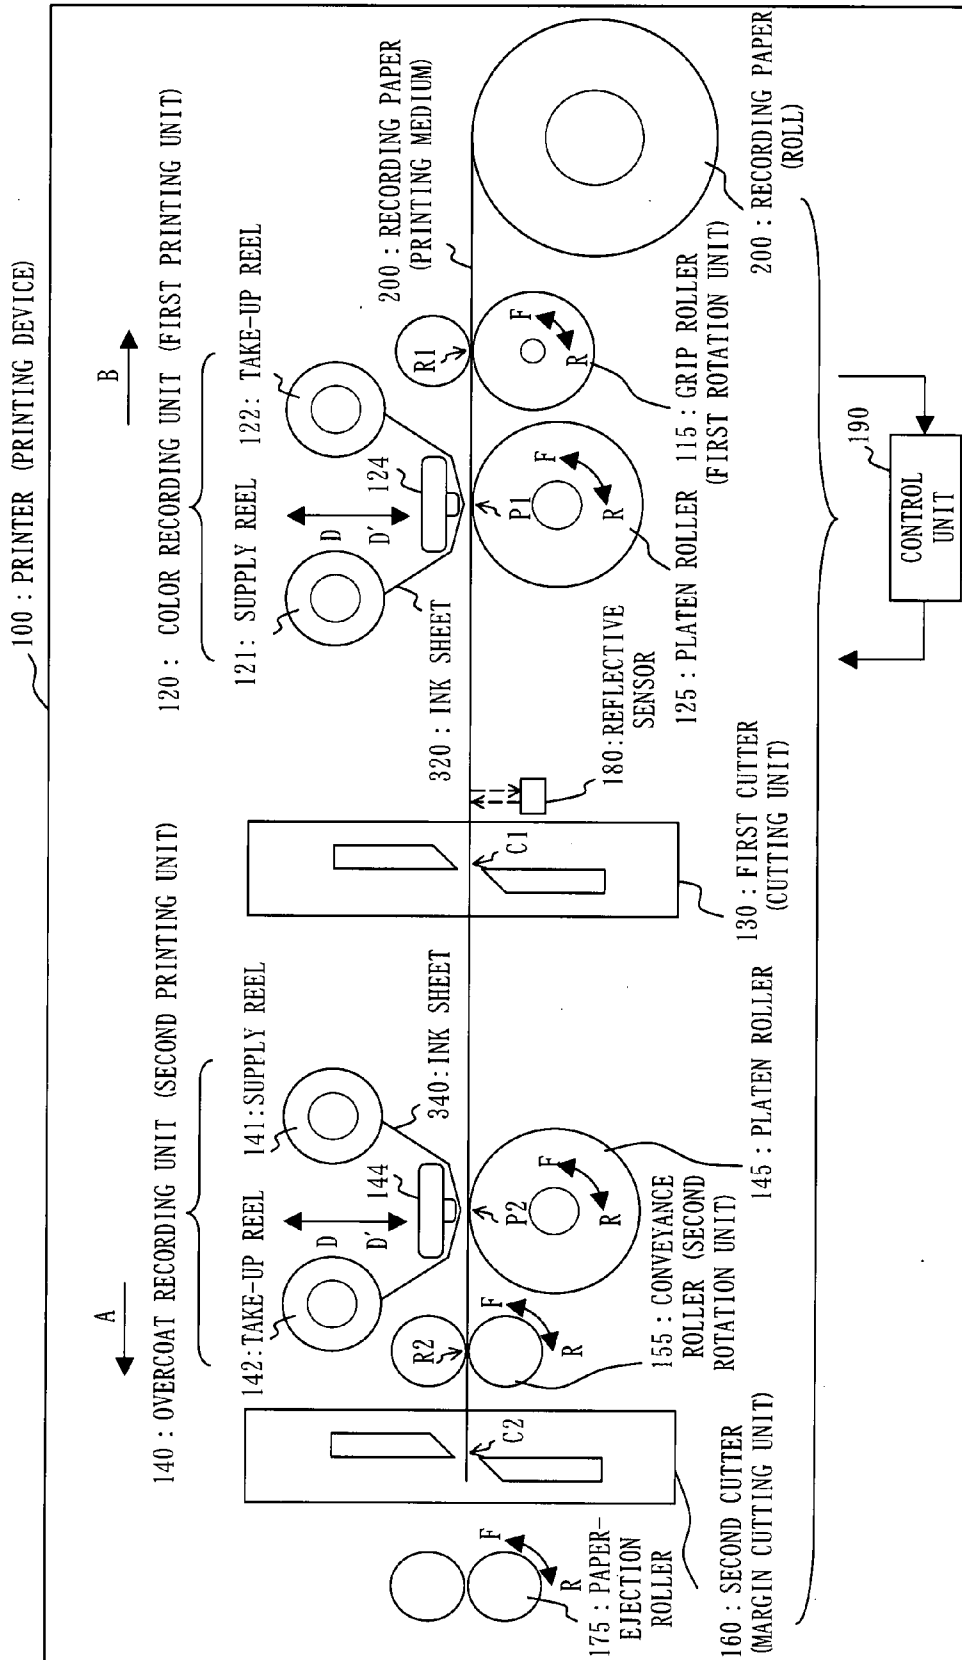 100 : PRINTER (PRINTING DEVICE)
A
B
140 : OVERCOAT RECORDING UNIT (SECOND PRINTING UNIT)
120 : COLOR RECORDING UNIT (FIRST PRINTING UNIT)
142:TAKE-UP REEL
141:SUPPLY REEL
121: SUPPLY REEL
122: TAKE-UP REEL
D
D'
144
340:INK SHEET
D
D'
124
320 : INK SHEET
200 : RECORDING PAPER
(PRINTING MEDIUM)
R2
R1
C2
P2
C1
P1
F
R
F
R
F
R
F
R
F
R
175 : PAPER-
EJECTION
ROLLER
160 : SECOND CUTTER
(MARGIN CUTTING UNIT)
155 : CONVEYANCE
ROLLER (SECOND
ROTATION UNIT)
145 : PLATEN ROLLER
130 : FIRST CUTTER
(CUTTING UNIT)
180:REFLECTIVE
SENSOR
125 : PLATEN ROLLER
115 : GRIP ROLLER
(FIRST ROTATION UNIT)
200 : RECORDING PAPER
(ROLL)
190
CONTROL
UNIT